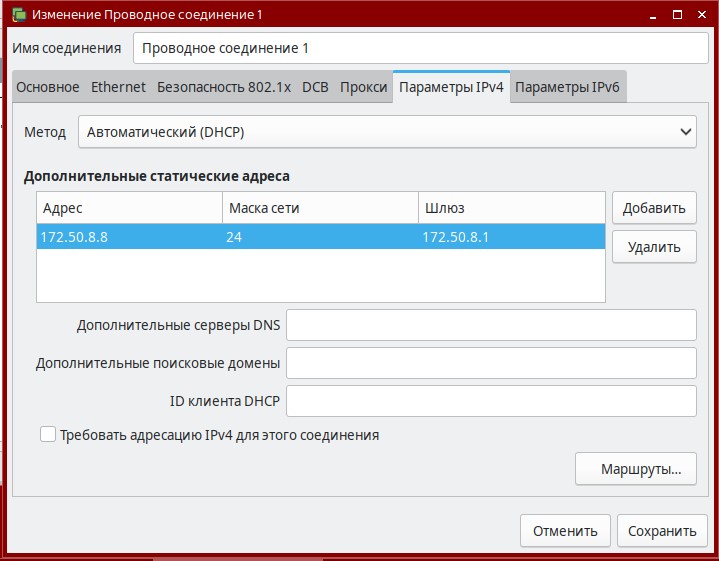 Изменение Проводное соединение 1
Имя соединения Проводное соединение 1
Основное Ethernet Безопасность 802.1x DCB Прокси Параметры IPv4 Параметры IPv6
Метод Автоматический (DHCP)
Дополнительные статические адреса
Адрес Маска сети Шлюз Добавить
172.50.8.8 24 172.50.8.1
Удалить
Дополнительные серверы DNS
Дополнительные поисковые домены
ID клиента DHCP
Требовать адресацию IPv4 для этого соединения
Маршруты...
Отменить Сохранить